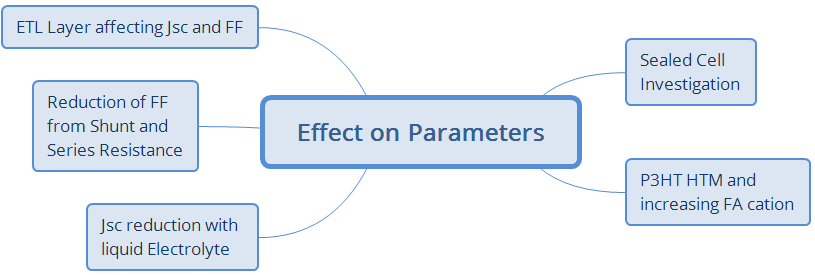 ETL Layer affecting Jsc and FF
Reduction of FF
from Shunt and
Series Resistance
Jsc reduction with
liquid Electrolyte
Effect on Parameters
Sealed Cell
Investigation
P3HT HTM and
increasing FA cation